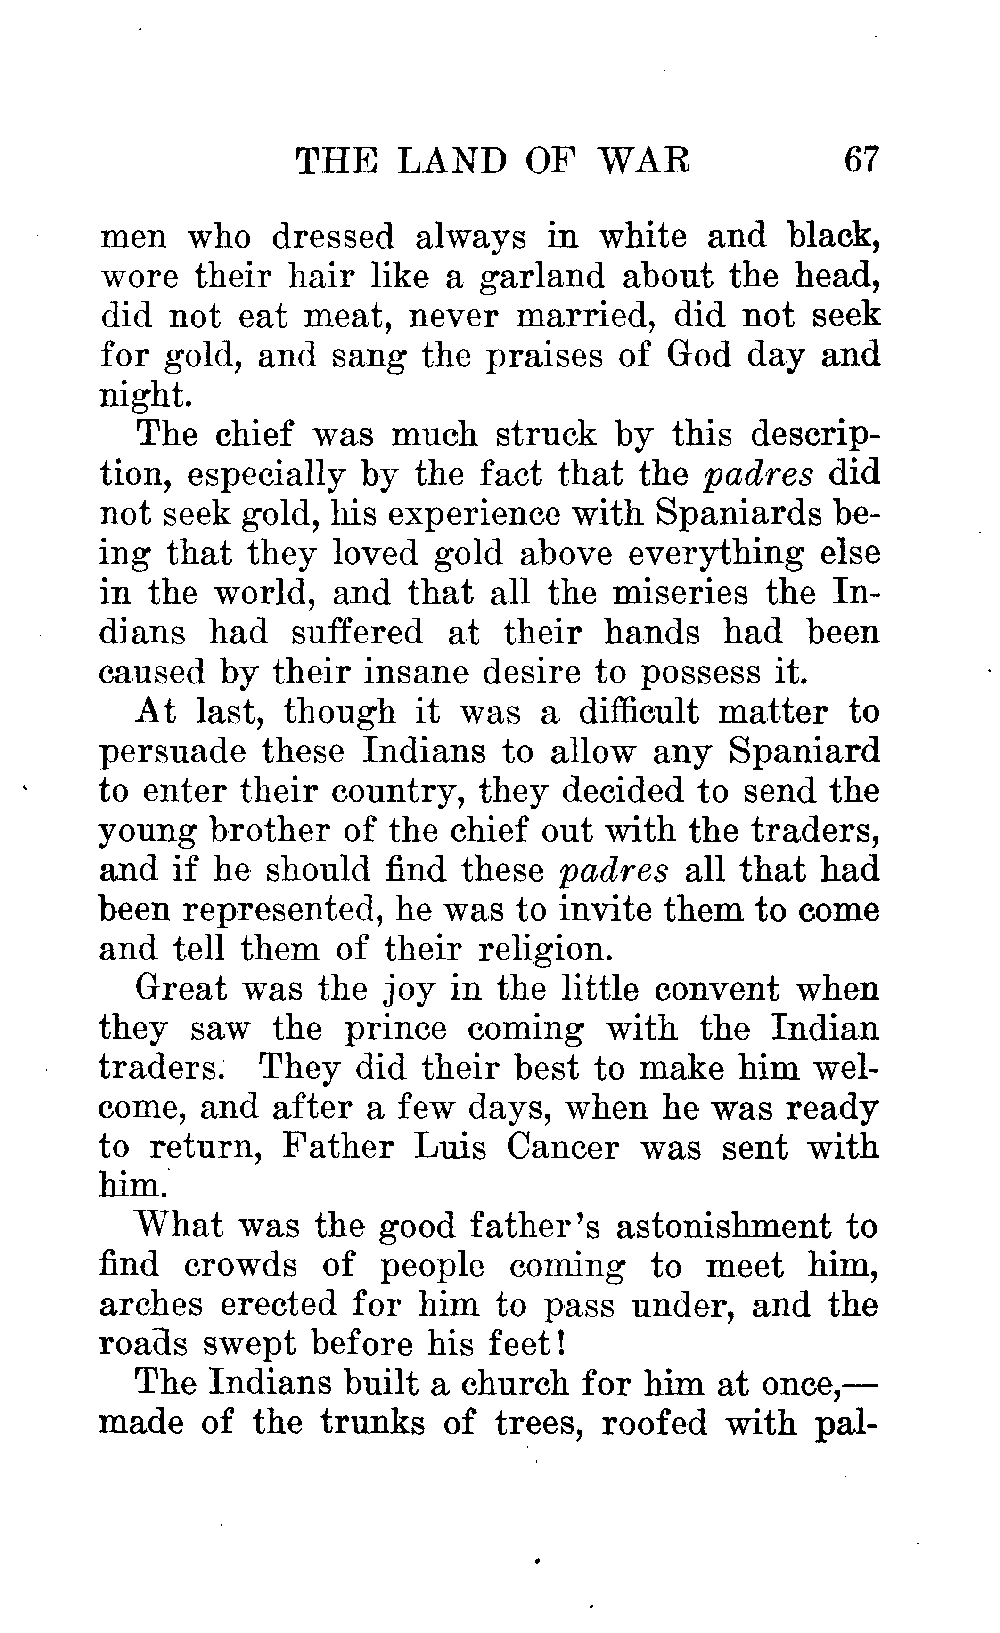 THE LAND OF WAR 67
men who dressed always in white and black,
wore their hair like a garland about the head,
did not eat meat, never married, did not seek
for gold, and sang the praises of God day and
night.
The chief was much struck by this descrip-
tion, especially by the fact that the padres did
not seek gold, his experience with Spaniards be-
ing that they loved gold above everything else
in the world, and that all the miseries the In-
dians had suffered at their hands had been
caused by their insane desire to possess it.
At last, though it was a difficult matter to
persuade these Indians to allow any Spaniard
to enter their country, they decided to send the
young brother of the chief out with the traders,
and if he should find these padres all that had
been represented, he was to invite them to come
and tell them of their religion.
Great was the joy in the little convent when
they saw the prince coming with the Indian
traders. They did their best to make him wel-
come, and after a few days, when he was ready
to return, Father Luis Cancer was sent with
him.
What was the good father's astonishment to
find crowds of people coming to meet him,
arches erected for him to pass under, and the
roads swept before his feet!
The Indians built a church for him at once,—
made of the trunks of trees, roofed with pal-